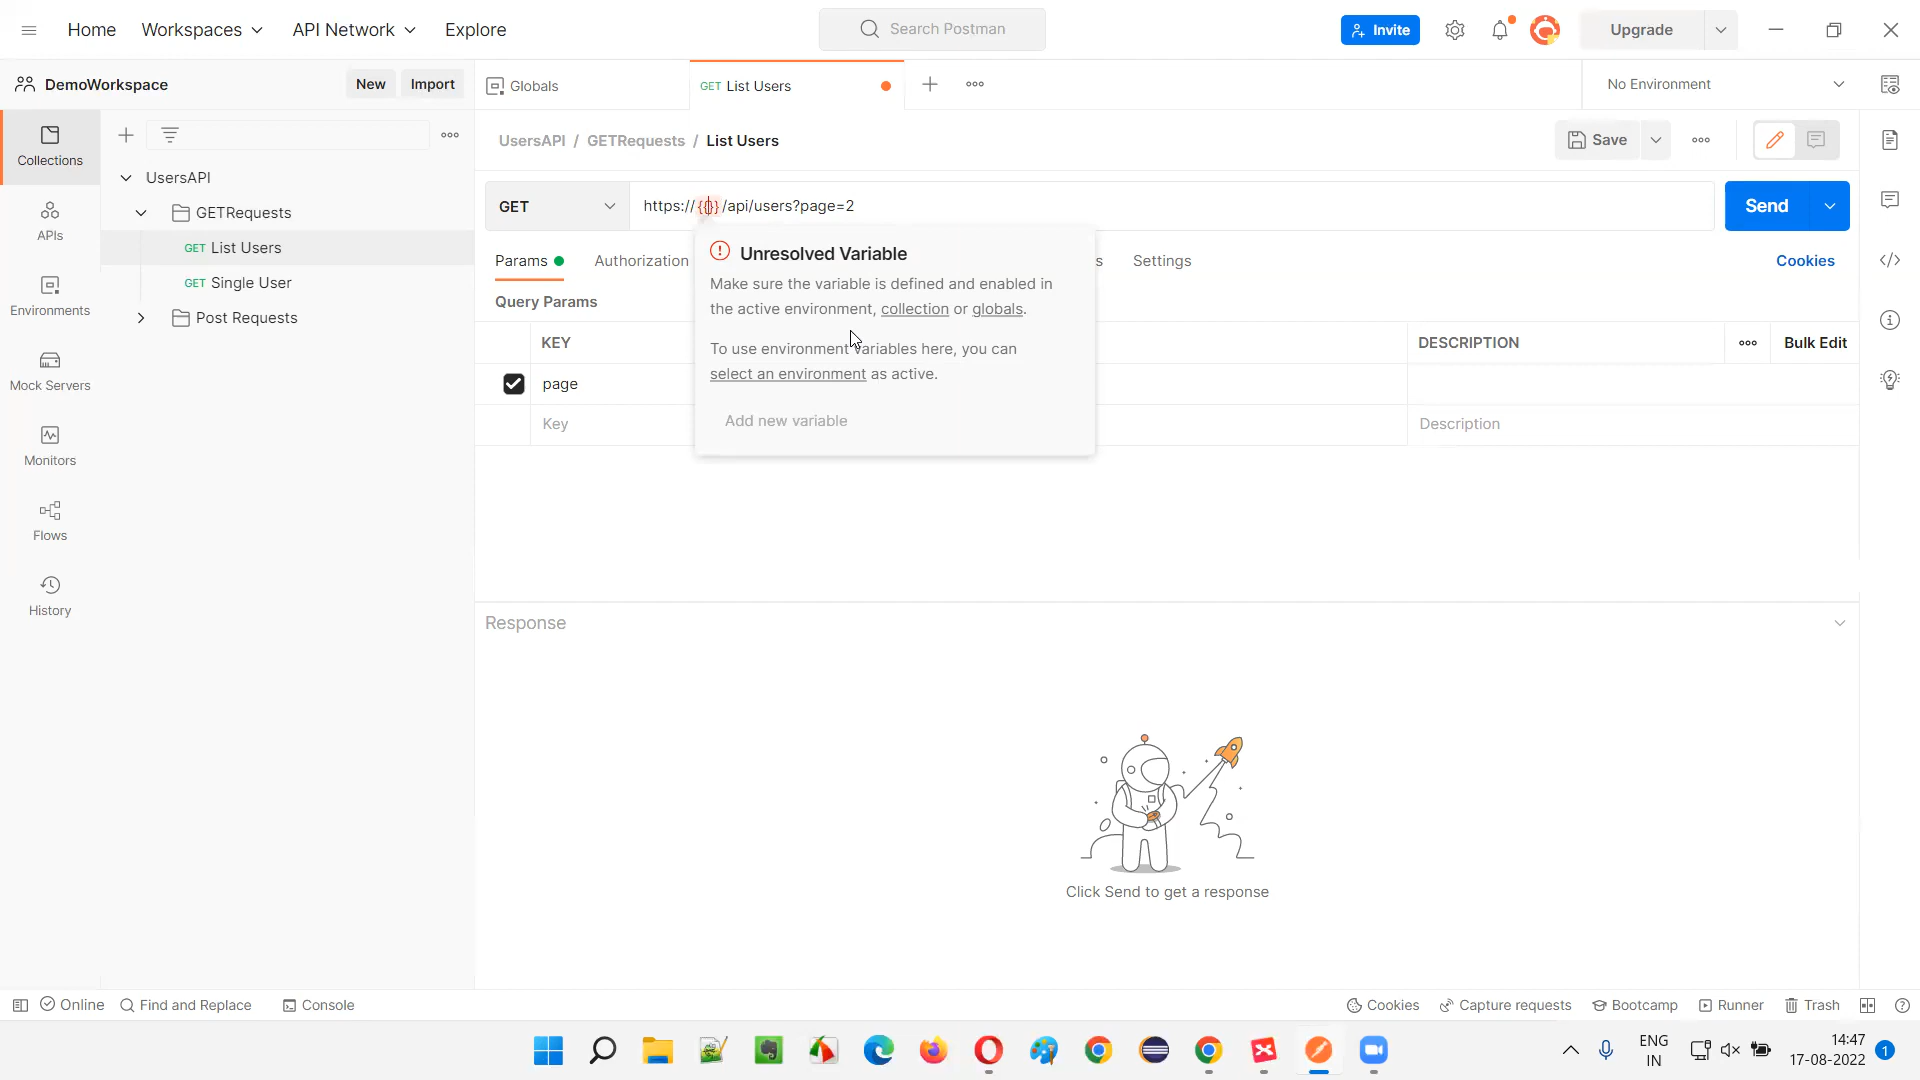 Home
Workspaces
API Network
Explore
Search Postman
Invite
Upgrade
DemoWorkspace
New
Import
Globals
GET List Users
No Environment
Collections
APIs
Environments
Mock Servers
Monitors
Flows
History
UsersAPI
GETRequests
GET List Users
GET Single User
Post Requests
UsersAPI / GETRequests / List Users
Save
GET
https://{{}}/api/users?page=2
Send
Params
Authorization
s
Settings
Cookies
Query Params
KEY
DESCRIPTION
Bulk Edit
page
Key
Description
Unresolved Variable
Make sure the variable is defined and enabled in
the active environment, collection or globals.
To use environment variables here, you can
select an environment as active.
Add new variable
Response
Click Send to get a response
Online
Find and Replace
Console
Cookies
Capture requests
Bootcamp
Runner
Trash
ENG
IN
14:47
17-08-2022
1